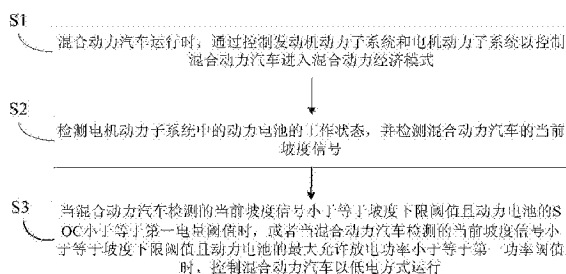 S1
混合动力汽车运行时，通过控制发动机动力子系统和电机动力子系统以控制
混合动力汽车进入混合动力经济模式
S2
检测电机动力子系统中的动力电池的工作状态，并检测混合动力汽车的当前
坡度信号
S3
当混合动力汽车检测的当前坡度信号小于等于坡度下限阈值且动力电池的S
OC小于等于第一电量阈值时，或者当混合动力汽车检测的当前坡度信号小
于等于坡度下限阈值且动力电池的最大允许放电功率小于等于第一功率阈值
时，控制混合动力汽车以低电方式运行